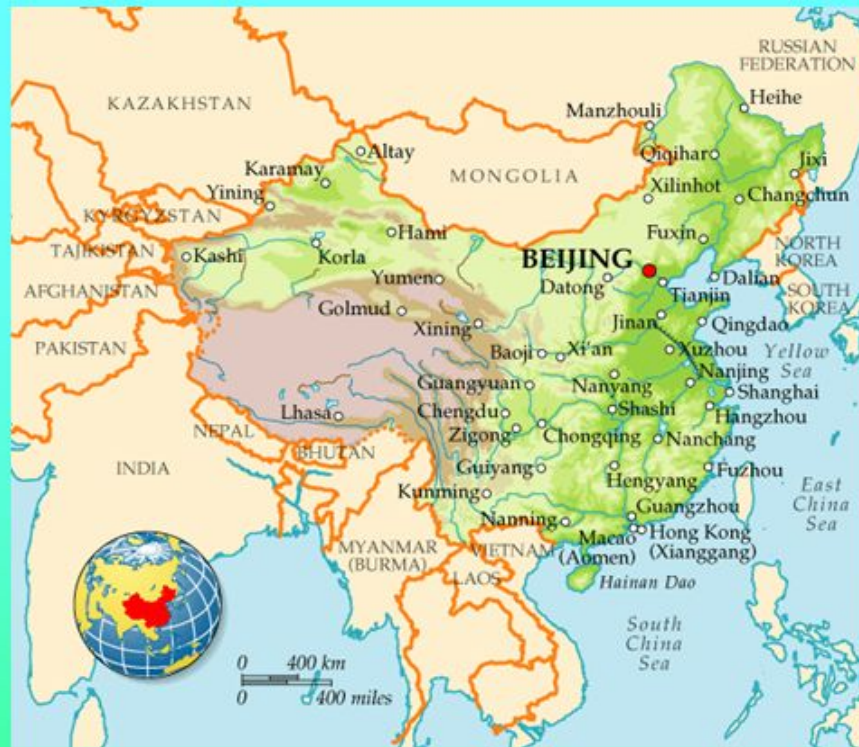 RUSSIAN
FEDERATION
KAZAKHSTAN
Heihe
Manzhouli
Altay
Qiqihar
Jixi
Karamay
MONGOLIA
Xilinhot
Yining
Changchun
KYRGYZSTAN
Fuxin
Hami
NORTH
KOREA
TAJIKISTAN
Kashi
Korla
BEIJING
Yumen
Datong
Dalian
Tianjin
AFGHANISTAN
SOUTH
KOREA
Golmud
Xining
Jinan
Qingdao
PAKISTAN
Baoji
Xi'an
Xuzhou
Yellow
Sea
Nanjing
Guangyuan
Nanyang
Shanghai
Lhasa
Chengdu
Shashi
Hangzhou
NEPAL
Zigong
Chongqing
Nanchang
BHUTAN
INDIA
Guiyang
Hengyang
Fuzhou
East
China
Sea
Kunming
Guangzhou
Nanning
Macao
(Aomen)
Hong Kong
(Xianggang)
MYANMAR
(BURMA)
VIETNAM
LAOS
Hainan Dao
South
China
Sea
0 400 km
0 400 miles